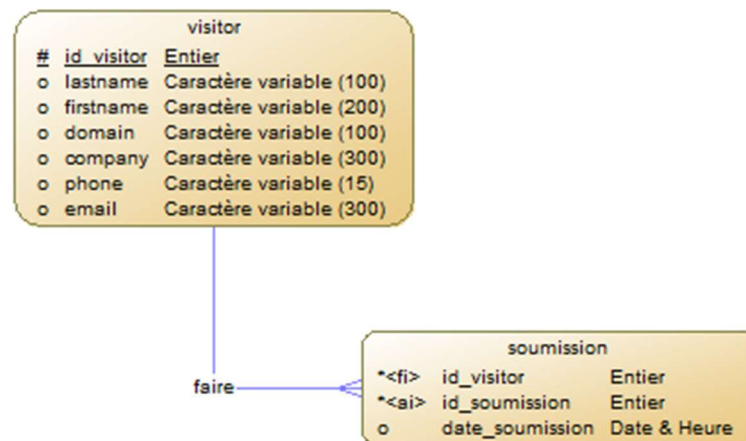 visitor
# id_visitor Entier
o lastname Caractère variable (100)
o firstname Caractère variable (200)
o domain Caractère variable (100)
o company Caractère variable (300)
o phone Caractère variable (15)
o email Caractère variable (300)
faire
soumission
*<fi> id_visitor Entier
*<ai> id_soumission Entier
o date_soumission Date & Heure